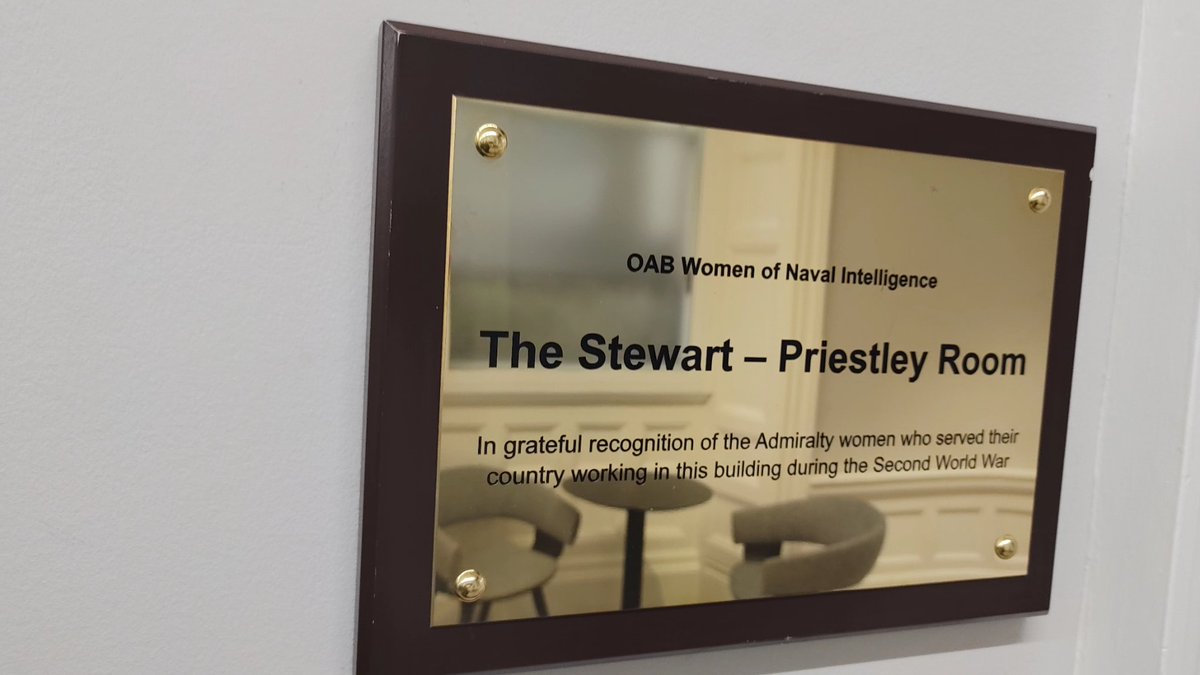 OAB Women of Naval Intelligence
The Stewart – Priestley Room
In grateful recognition of the Admiralty women who served their
country working in this building during the Second World War